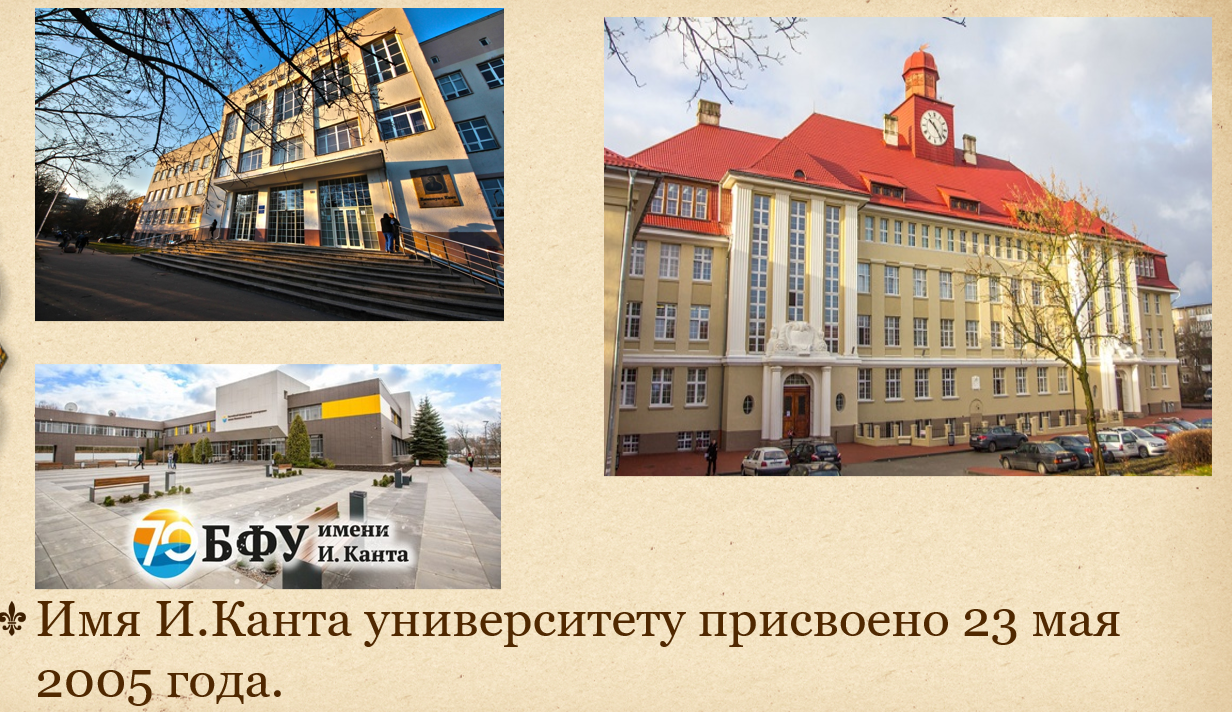 70 БФУ имени
И. Канта
Имя И.Канта университету присвоено 23 мая
2005 года.